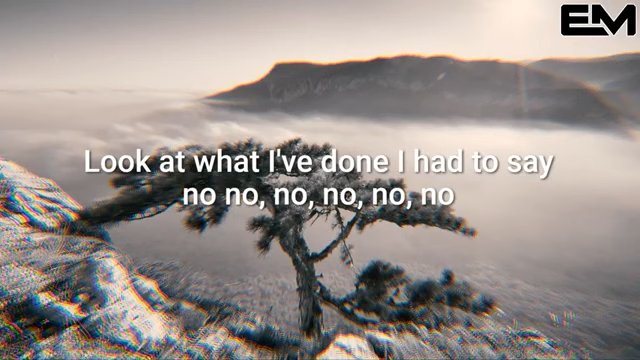 EM
Look at what I've done I had to say
no no, no, no, no, no